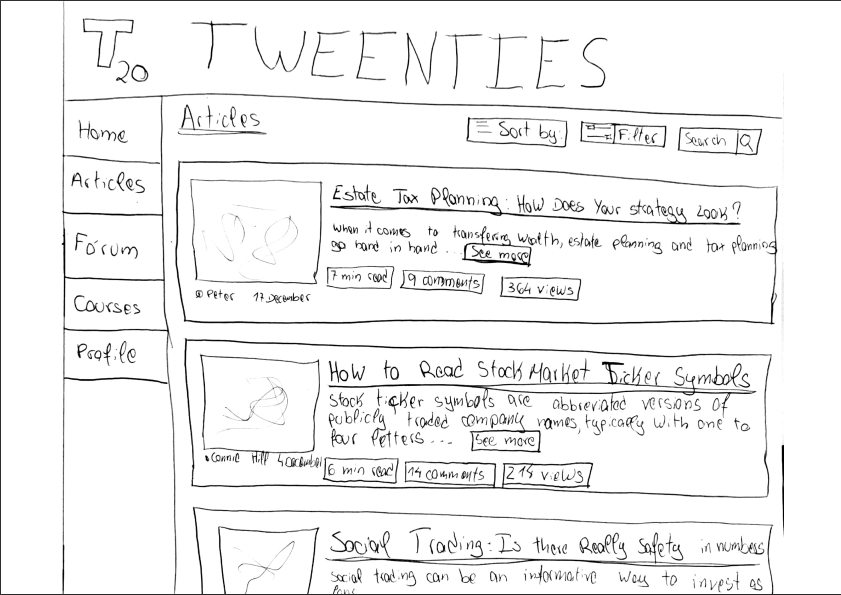 T20 TWEENTIES
Home
Articles
Fórum
Courses
Profile
Articles
Sort by:
Filter
Search
Estate Tax Planning: How Does Your strategy Look?
When it comes to transfering wealth, estate planning and tax planning
go hand in hand ... See more
7 min read 9 comments 364 views
Peter 17 December
How to Read Stock Market Ticker Symbols
Stock ticker symbols are abbreviated versions of
publicly traded company names, typically with one to
four letters ... See more
Connie Hill 4 December
6 min read 14 comments 214 views
Social Trading: Is there Really Safety in numbers
Social trading can be an informative way to invest as